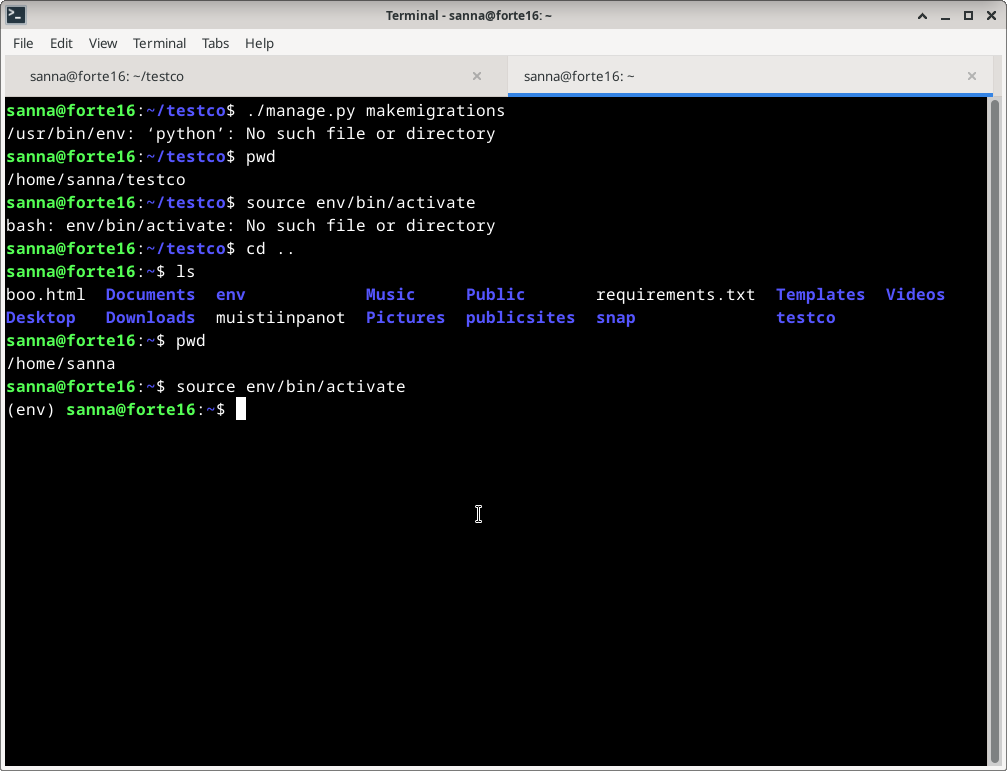 Terminal - sanna@forte16: ~
File Edit View Terminal Tabs Help
sanna@forte16: ~/testco
sanna@forte16: ~
sanna@forte16:~/testco$ ./manage.py makemigrations
/usr/bin/env: ‘python’: No such file or directory
sanna@forte16:~/testco$ pwd
/home/sanna/testco
sanna@forte16:~/testco$ source env/bin/activate
bash: env/bin/activate: No such file or directory
sanna@forte16:~/testco$ cd ..
sanna@forte16:~$ ls
boo.html Documents env Music Public requirements.txt Templates Videos
Desktop Downloads muistiinpanot Pictures publicsites snap testco
sanna@forte16:~$ pwd
/home/sanna
sanna@forte16:~$ source env/bin/activate
(env) sanna@forte16:~$